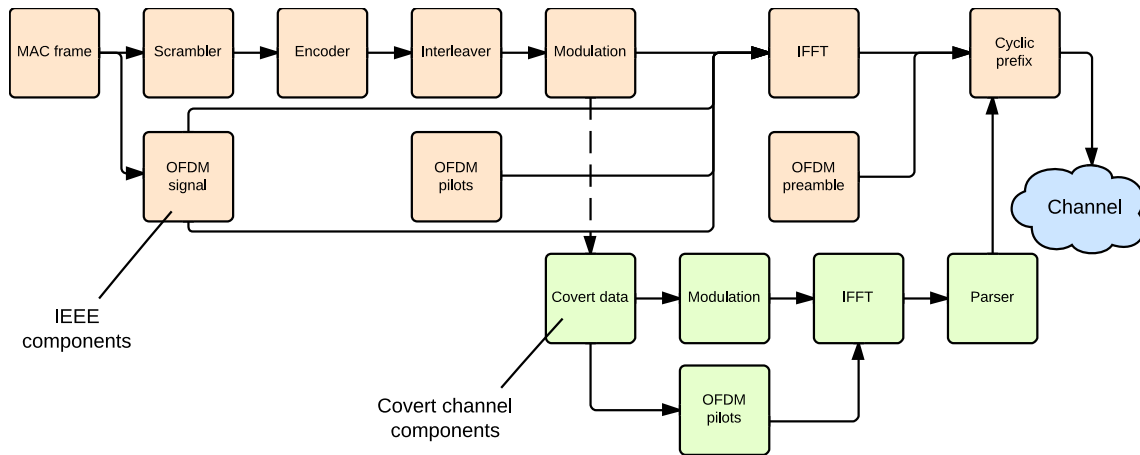 MAC frame
Scrambler
Encoder
Interleaver
Modulation
IFFT
Cyclic
prefix
OFDM
signal
OFDM
pilots
OFDM
preamble
Channel
Covert data
Modulation
IFFT
Parser
IEEE
components
OFDM
pilots
Covert channel
components